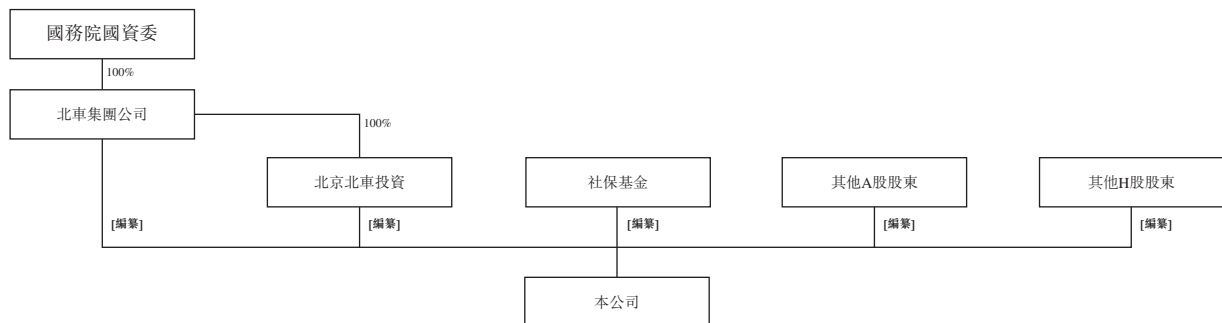 國務院國資委
100%
北車集團公司
100%
北京北車投資
社保基金
其他A股股東
其他H股股東
[編纂]
[編纂]
[編纂]
[編纂]
[編纂]
本公司